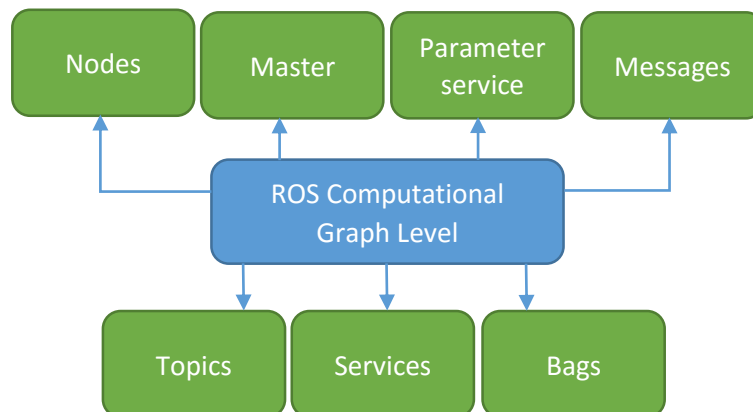 Nodes
Master
Parameter
service
Messages
ROS Computational
Graph Level
Topics
Services
Bags